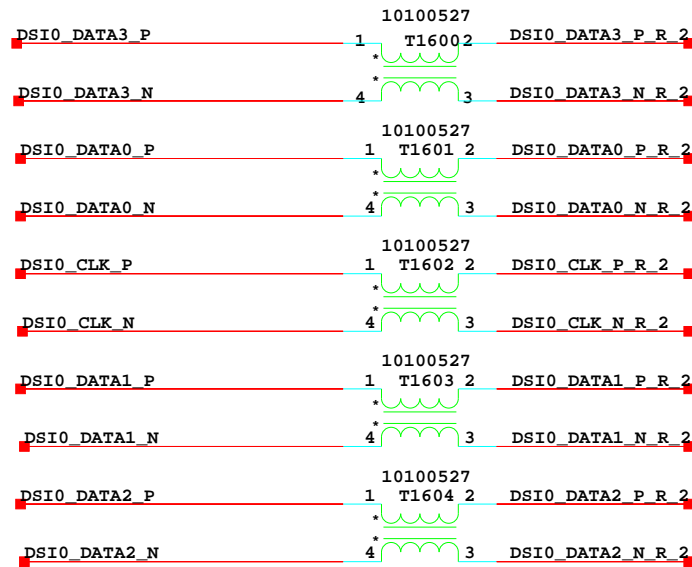 10100527
DSI0_DATA3_P 1 T1600 2 DSI0_DATA3_P_R_2
*
*
DSI0_DATA3_N 4 3 DSI0_DATA3_N_R_2
10100527
DSI0_DATA0_P 1 T1601 2 DSI0_DATA0_P_R_2
*
*
DSI0_DATA0_N 4 3 DSI0_DATA0_N_R_2
10100527
DSI0_CLK_P 1 T1602 2 DSI0_CLK_P_R_2
*
*
DSI0_CLK_N 4 3 DSI0_CLK_N_R_2
10100527
DSI0_DATA1_P 1 T1603 2 DSI0_DATA1_P_R_2
*
*
DSI0_DATA1_N 4 3 DSI0_DATA1_N_R_2
10100527
DSI0_DATA2_P 1 T1604 2 DSI0_DATA2_P_R_2
*
*
DSI0_DATA2_N 4 3 DSI0_DATA2_N_R_2